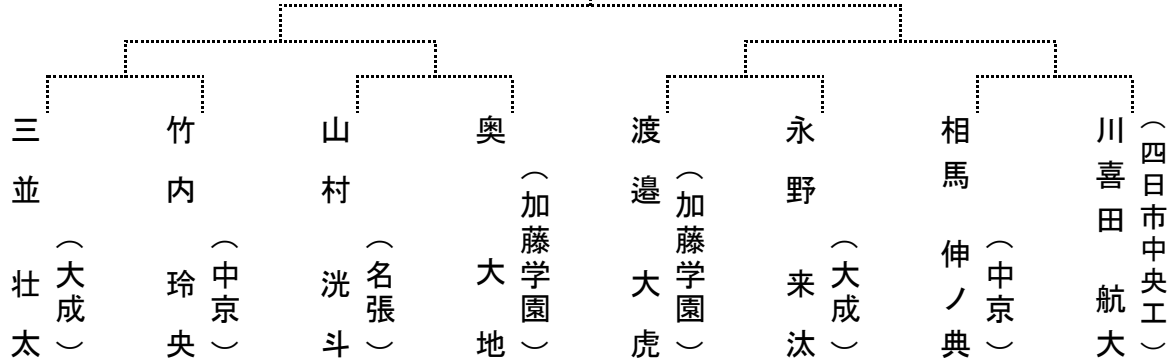 三並 壮太
（大成）
竹内 玲央
（中京）
山村 洸斗
（名張）
奥 大地
（加藤学園）
渡邉 大虎
（加藤学園）
永野 来汰
（大成）
相馬 伸ノ典
（中京）
川喜田 航大
（四日市中央工）